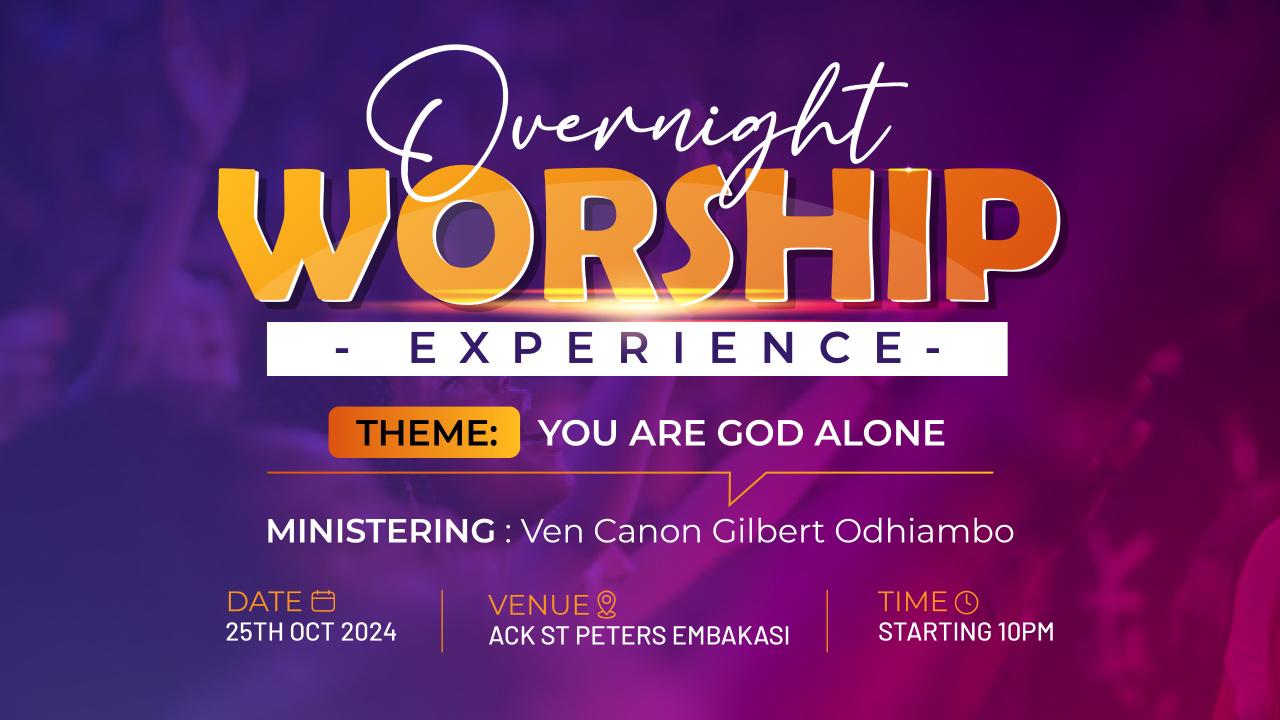 Overnight
WORSHIP
- EXPERIENCE-
THEME: YOU ARE GOD ALONE
MINISTERING : Ven Canon Gilbert Odhiambo
DATE
25TH OCT 2024
VENUE
ACK ST PETERS EMBAKASI
TIME
STARTING 10PM